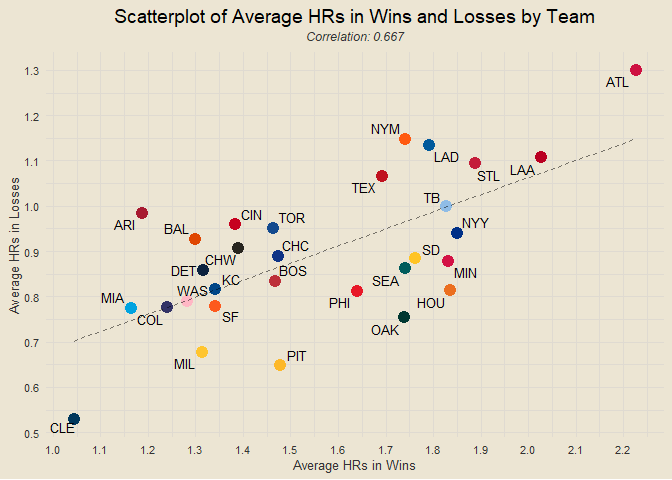 Scatterplot of Average HRs in Wins and Losses by Team
Correlation: 0.667
Average HRs in Losses
1.3
1.2
1.1
1.0
0.9
0.8
0.7
0.6
0.5
ATL
NYM
LAD
STL
LAA
TEX
TB
ARI
BAL
CIN
TOR
NYY
CHW
CHC
SD
DET
KC
BOS
SEA
MIN
MIA
WAS
PHI
HOU
COL
SF
OAK
MIL
PIT
CLE
1.0 1.1 1.2 1.3 1.4 1.5 1.6 1.7 1.8 1.9 2.0 2.1 2.2
Average HRs in Wins